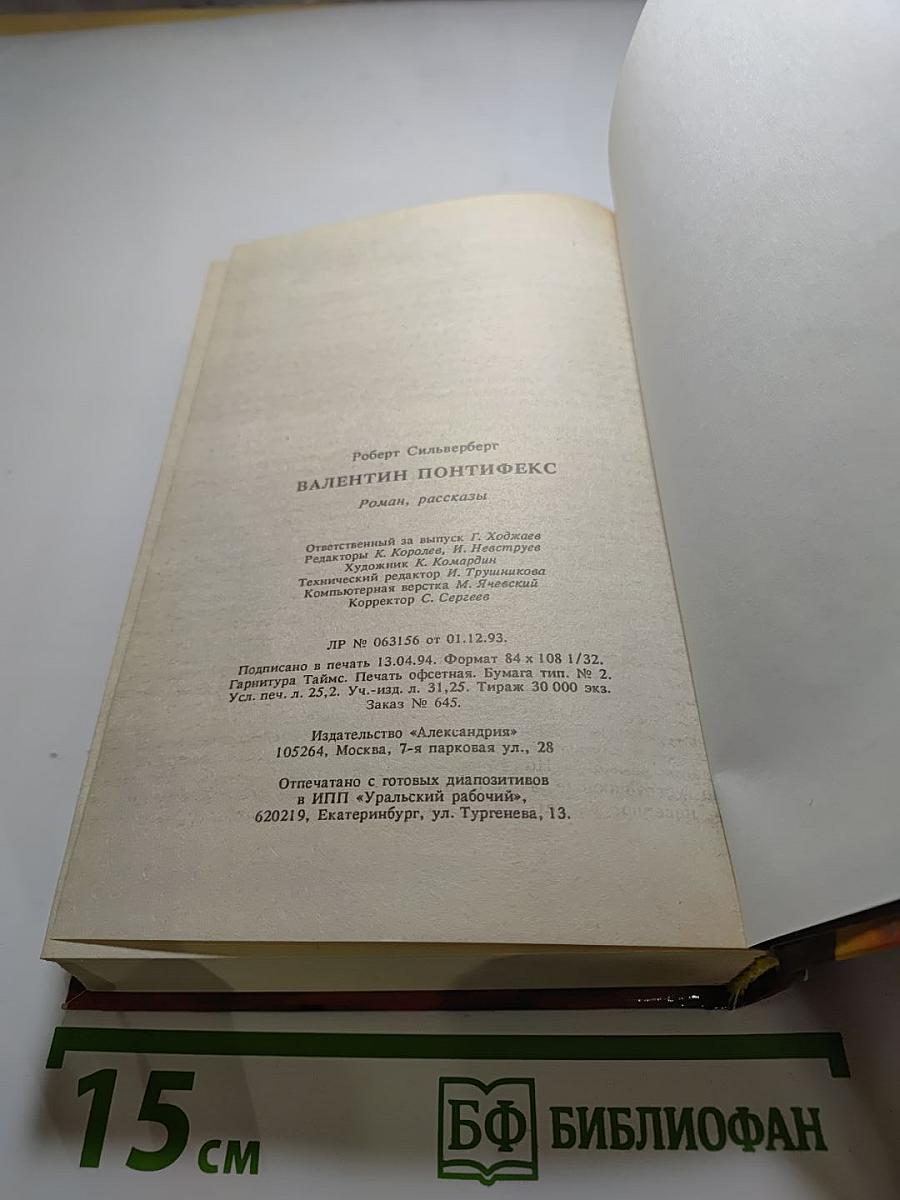 Роберт Сильверберг
ВАЛЕНТИН ПОНТИФЕКС
Роман, рассказы
Ответственный за выпуск Г. Ходжаев
Редакторы К. Королев, И. Невструев
Художник К. Комардин
Технический редактор И. Трушникова
Компьютерная верстка М. Ячевский
Корректор С. Сергеев
ЛР № 063156 от 01.12.93.
Подписано в печать 13.04.94. Формат 84 x 108 1/32.
Гарнитура Таймс. Печать офсетная. Бумага тип. № 2.
Усл. печ. л. 25,2. Уч.-изд. л. 31,25. Тираж 30 000 экз.
Заказ № 645.
Издательство «Александрия»
105264, Москва, 7-я парковая ул., 28
Отпечатано с готовых диапозитивов
в ИПП «Уральский рабочий»,
620219, Екатеринбург, ул. Тургенева, 13.
15 см
БФ БИБЛИОФАН